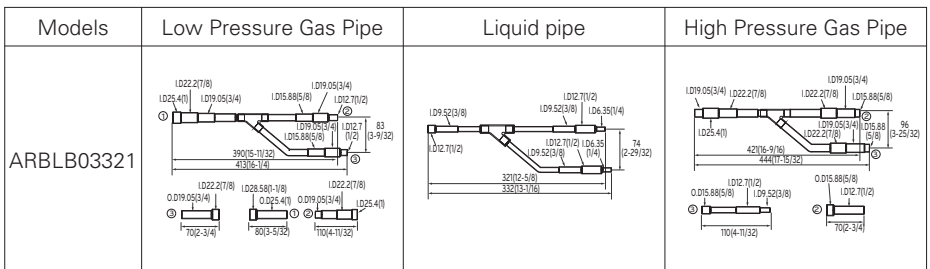 Models
Low Pressure Gas Pipe
Liquid pipe
High Pressure Gas Pipe
ARBLB03321
I.D22.2(7/8)
I.D19.05(3/4)
I.D25.4(1)
I.D19.05(3/4)
I.D15.88(5/8)
I.D12.7(1/2)
①
②
I.D19.05(3/4)
I.D15.88(5/8)
I.D12.7
(1/2)
83
(3-9/32)
③
390(15-11/32)
413(16-1/4)
I.D22.2(7/8)
O.D19.05(3/4)
③
70(2-3/4)
I.D28.58(1-1/8)
O.D25.4(1)
①
80(3-5/32)
I.D22.2(7/8)
O.D19.05(3/4)
I.D25.4(1)
②
110(4-11/32)
I.D12.7(1/2)
I.D9.52(3/8)
I.D9.52(3/8)
I.D6.35(1/4)
I.D12.7(1/2)
I.D12.7(1/2)
I.D9.52(3/8)
I.D6.35
(1/4)
74
(2-29/32)
321(12-5/8)
332(13-1/16)
I.D19.05(3/4)
I.D19.05(3/4)
I.D22.2(7/8)
I.D22.2(7/8)
I.D15.88(5/8)
I.D25.4(1)
②
I.D19.05(3/4)
I.D22.2(7/8)
I.D15.88
(5/8)
96
(3-25/32)
③
421(16-9/16)
444(17-15/32)
I.D12.7(1/2)
O.D15.88(5/8)
I.D9.52(3/8)
③
110(4-11/32)
O.D15.88(5/8)
I.D12.7(1/2)
②
70(2-3/4)